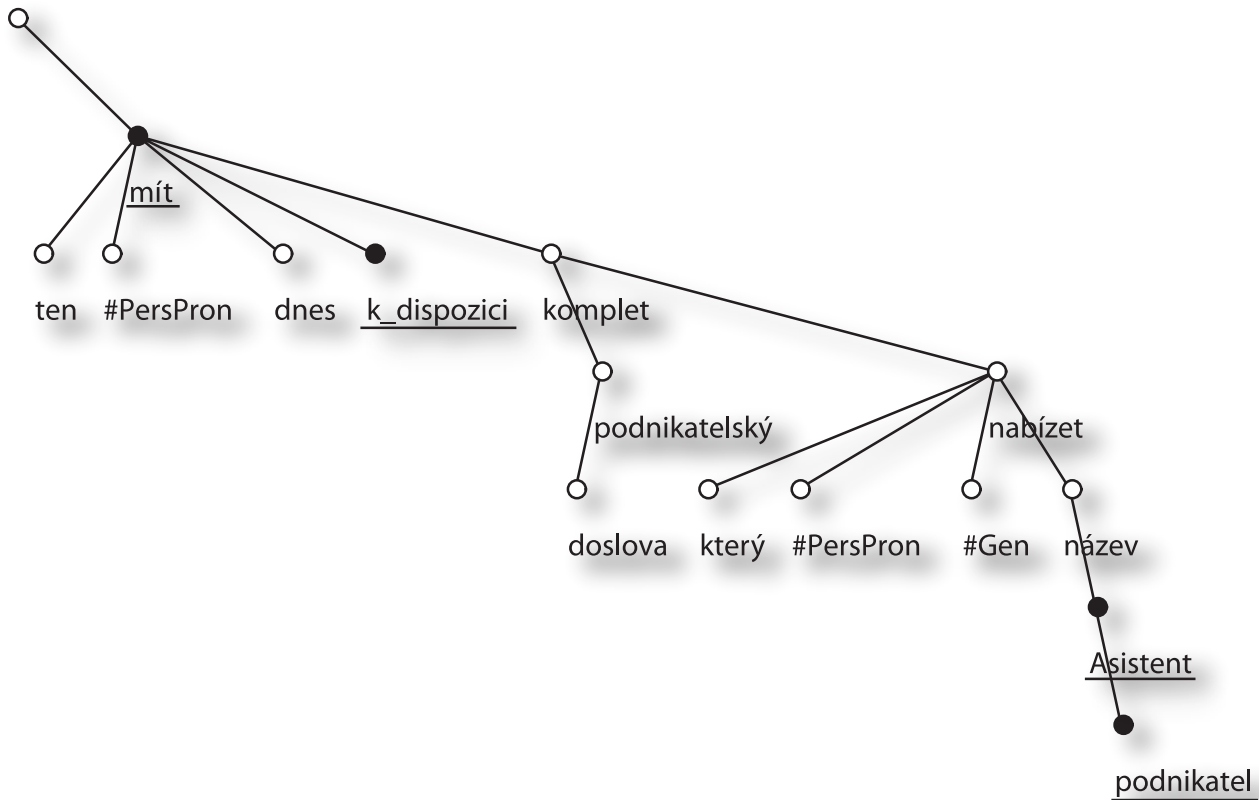 mít
ten #PersPron dnes k_dispozici komplet
podnikatelský nabízet
doslova který #PersPron #Gen název
Asistent
podnikatel